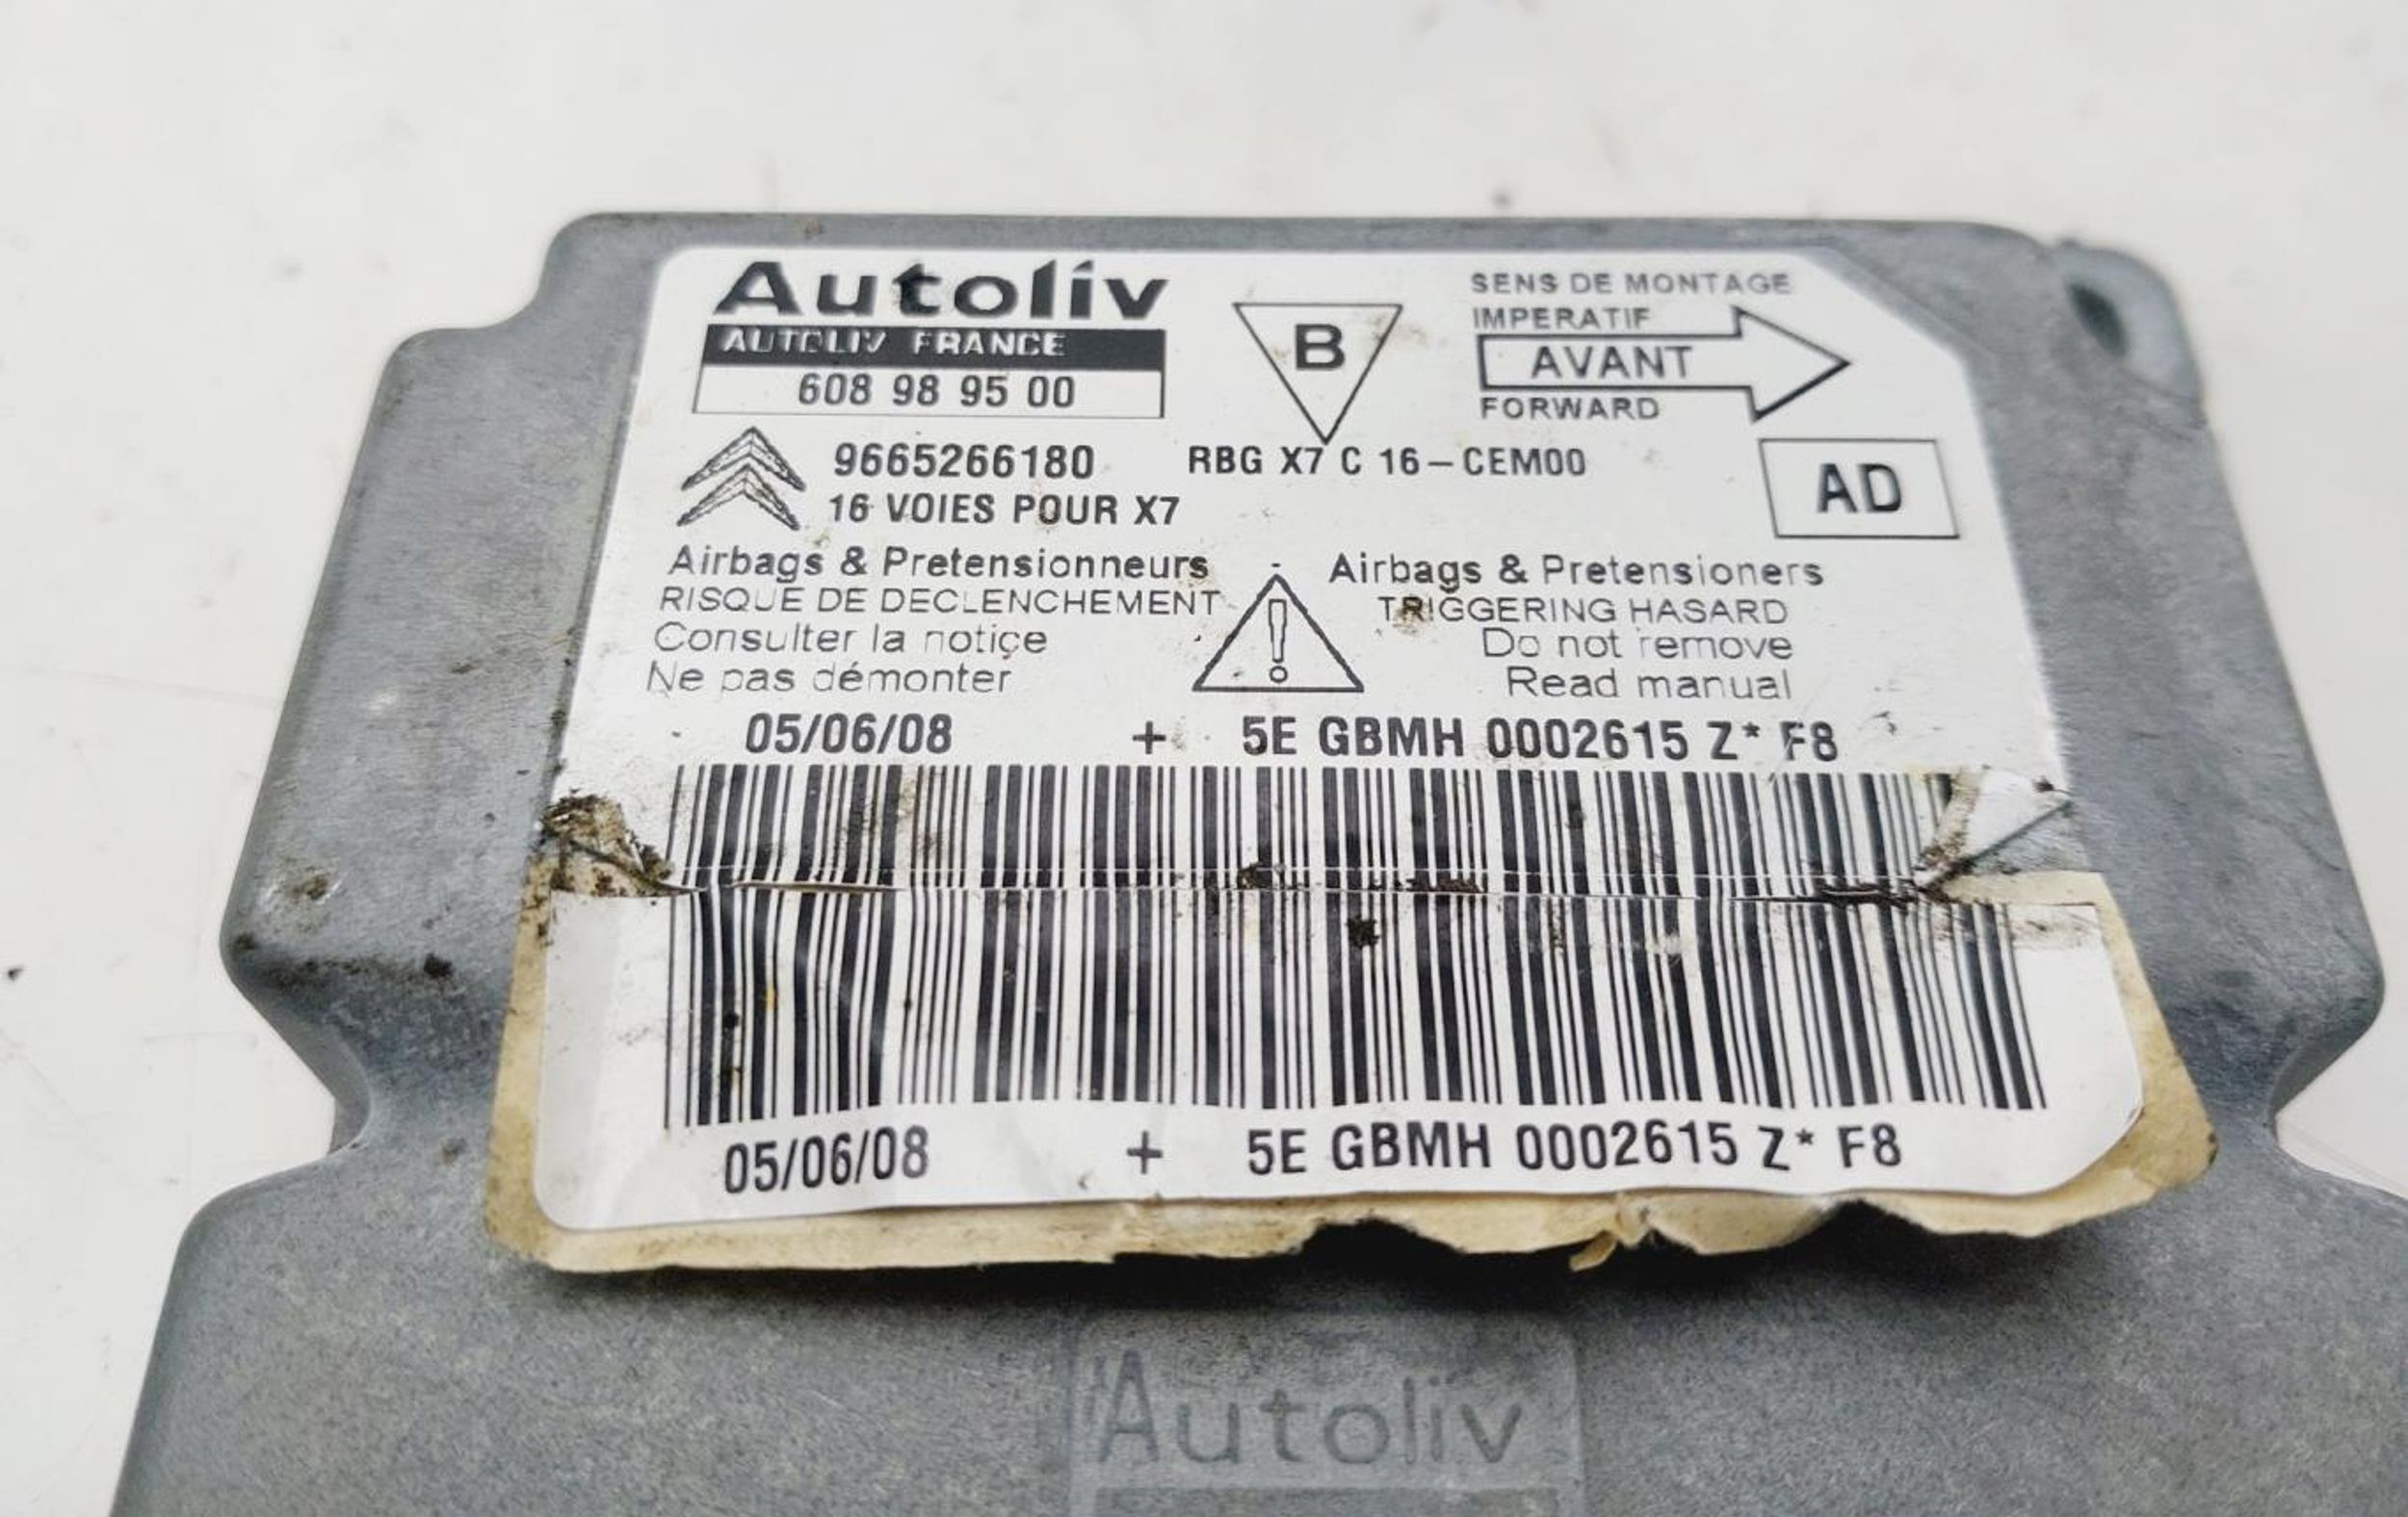 Autoliv
AUTOLIV FRANCE
608 98 95 00
B
SENS DE MONTAGE
IMPERATIF
AVANT
FORWARD
9665266180 RBG X7 C 16-CEM00
16 VOIES POUR X7
AD
Airbags & Pretensionneurs
RISQUE DE DECLENCHEMENT
Consulter la notice
Ne pas démonter
!
Airbags & Pretensioners
TRIGGERING HASARD
Do not remove
Read manual
05/06/08 + 5E GBMH 0002615 Z* F8
05/06/08 + 5E GBMH 0002615 Z* F8
Autoliv